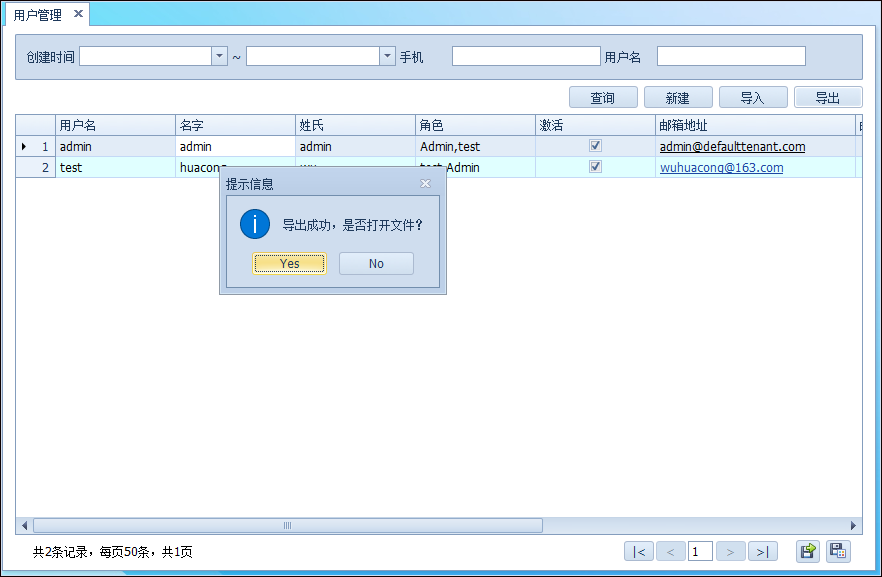 用户管理
创建时间 ~ 手机 用户名
查询 新建 导入 导出
用户名 名字 姓氏 角色 激活 邮箱地址
1 admin admin admin Admin,test admin@defaulttenant.com
2 test huacong wu test,Admin wuhuacong@163.com
提示信息
导出成功，是否打开文件？
Yes No
共2条记录，每页50条，共1页 |< < 1 > >|